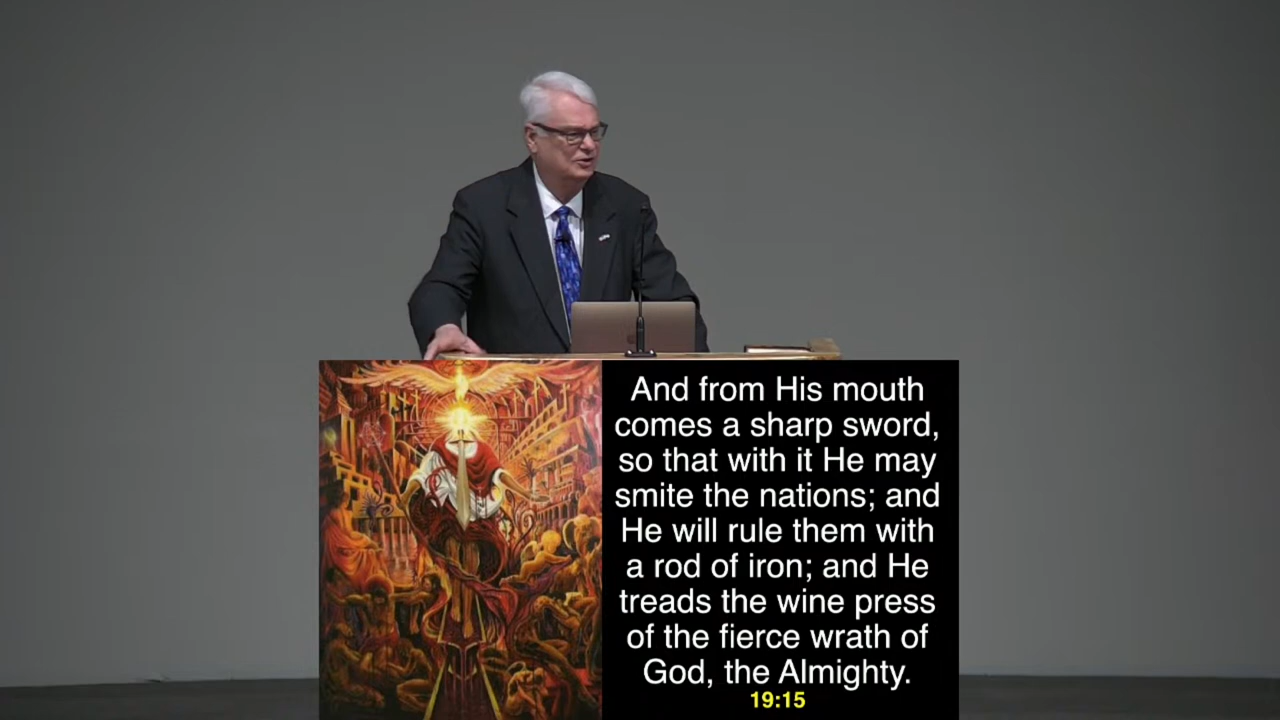 And from His mouth
comes a sharp sword,
so that with it He may
smite the nations; and
He will rule them with
a rod of iron; and He
treads the wine press
of the fierce wrath of
God, the Almighty.
19:15